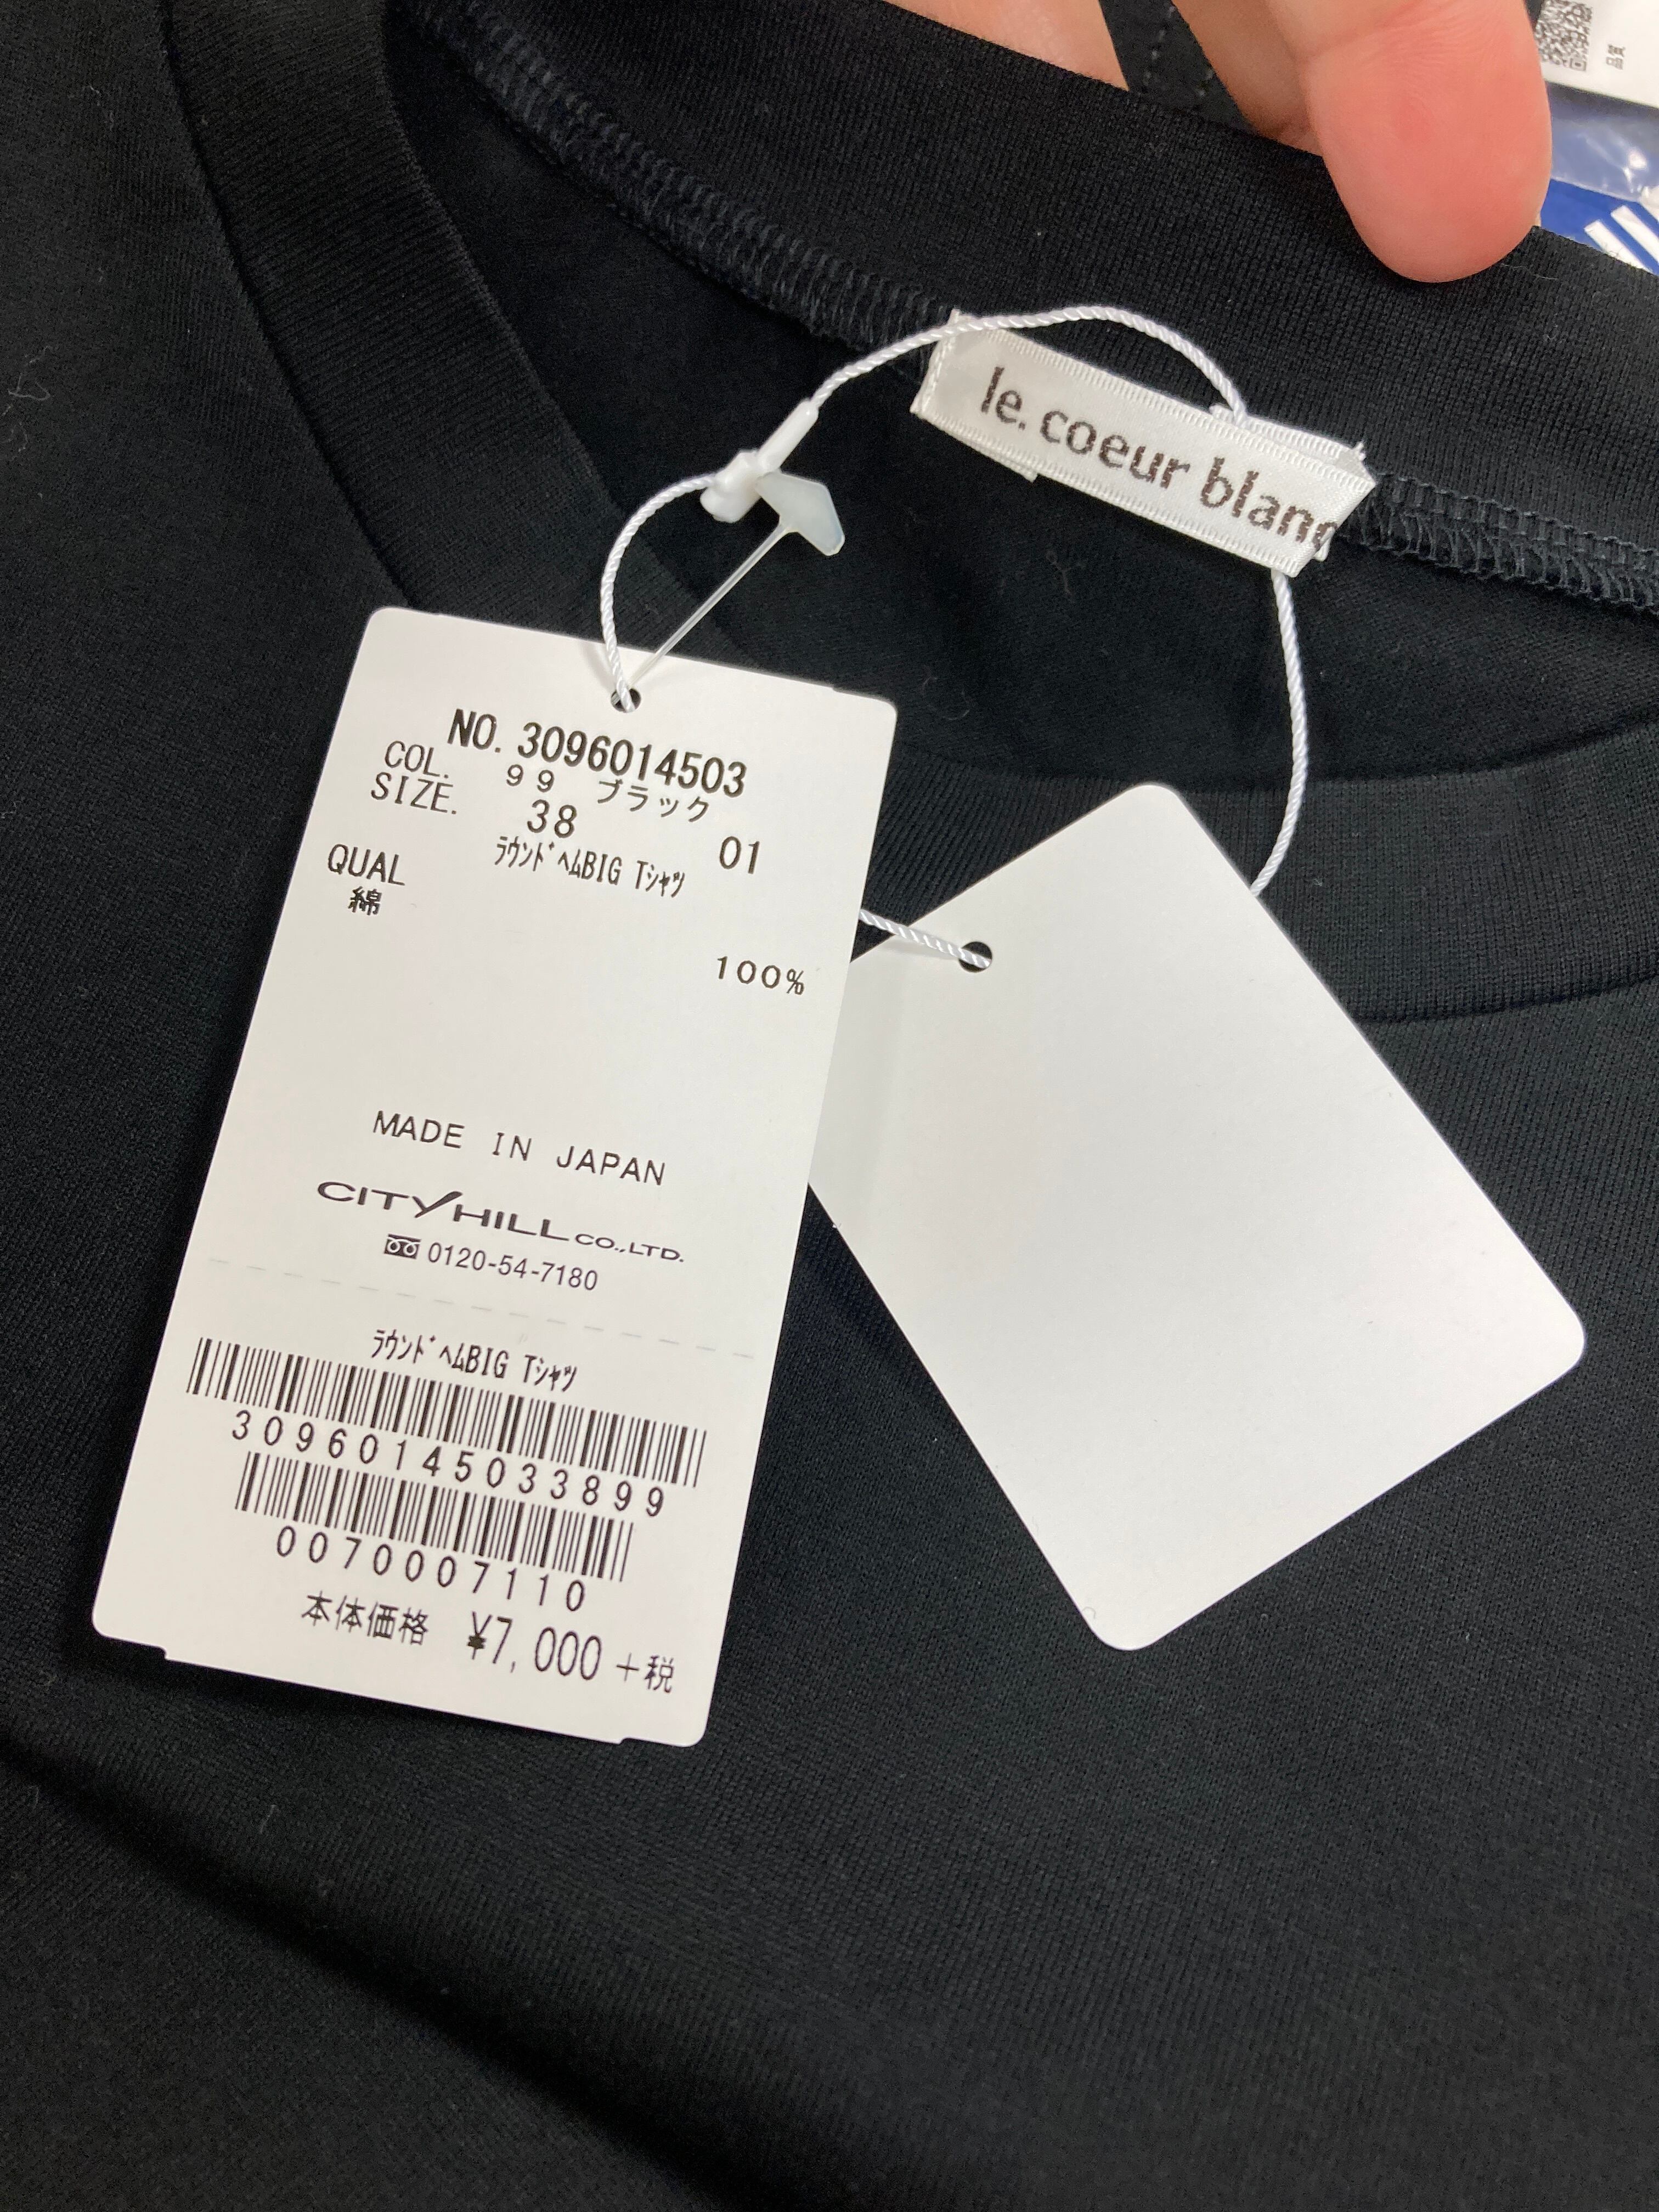 品質
le. coeur blanc
NO. 3096014503
COL. 99 ブラック
SIZE. 38 01
ﾗｳﾝﾄﾞﾍﾑBIG Tｼｬﾂ
QUAL
綿
100%
MADE IN JAPAN
CITY HILL CO.,LTD.
0120-54-7180
ﾗｳﾝﾄﾞﾍﾑBIG Tｼｬﾂ
30960145033899
0070007110
本体価格 ¥7,000+税